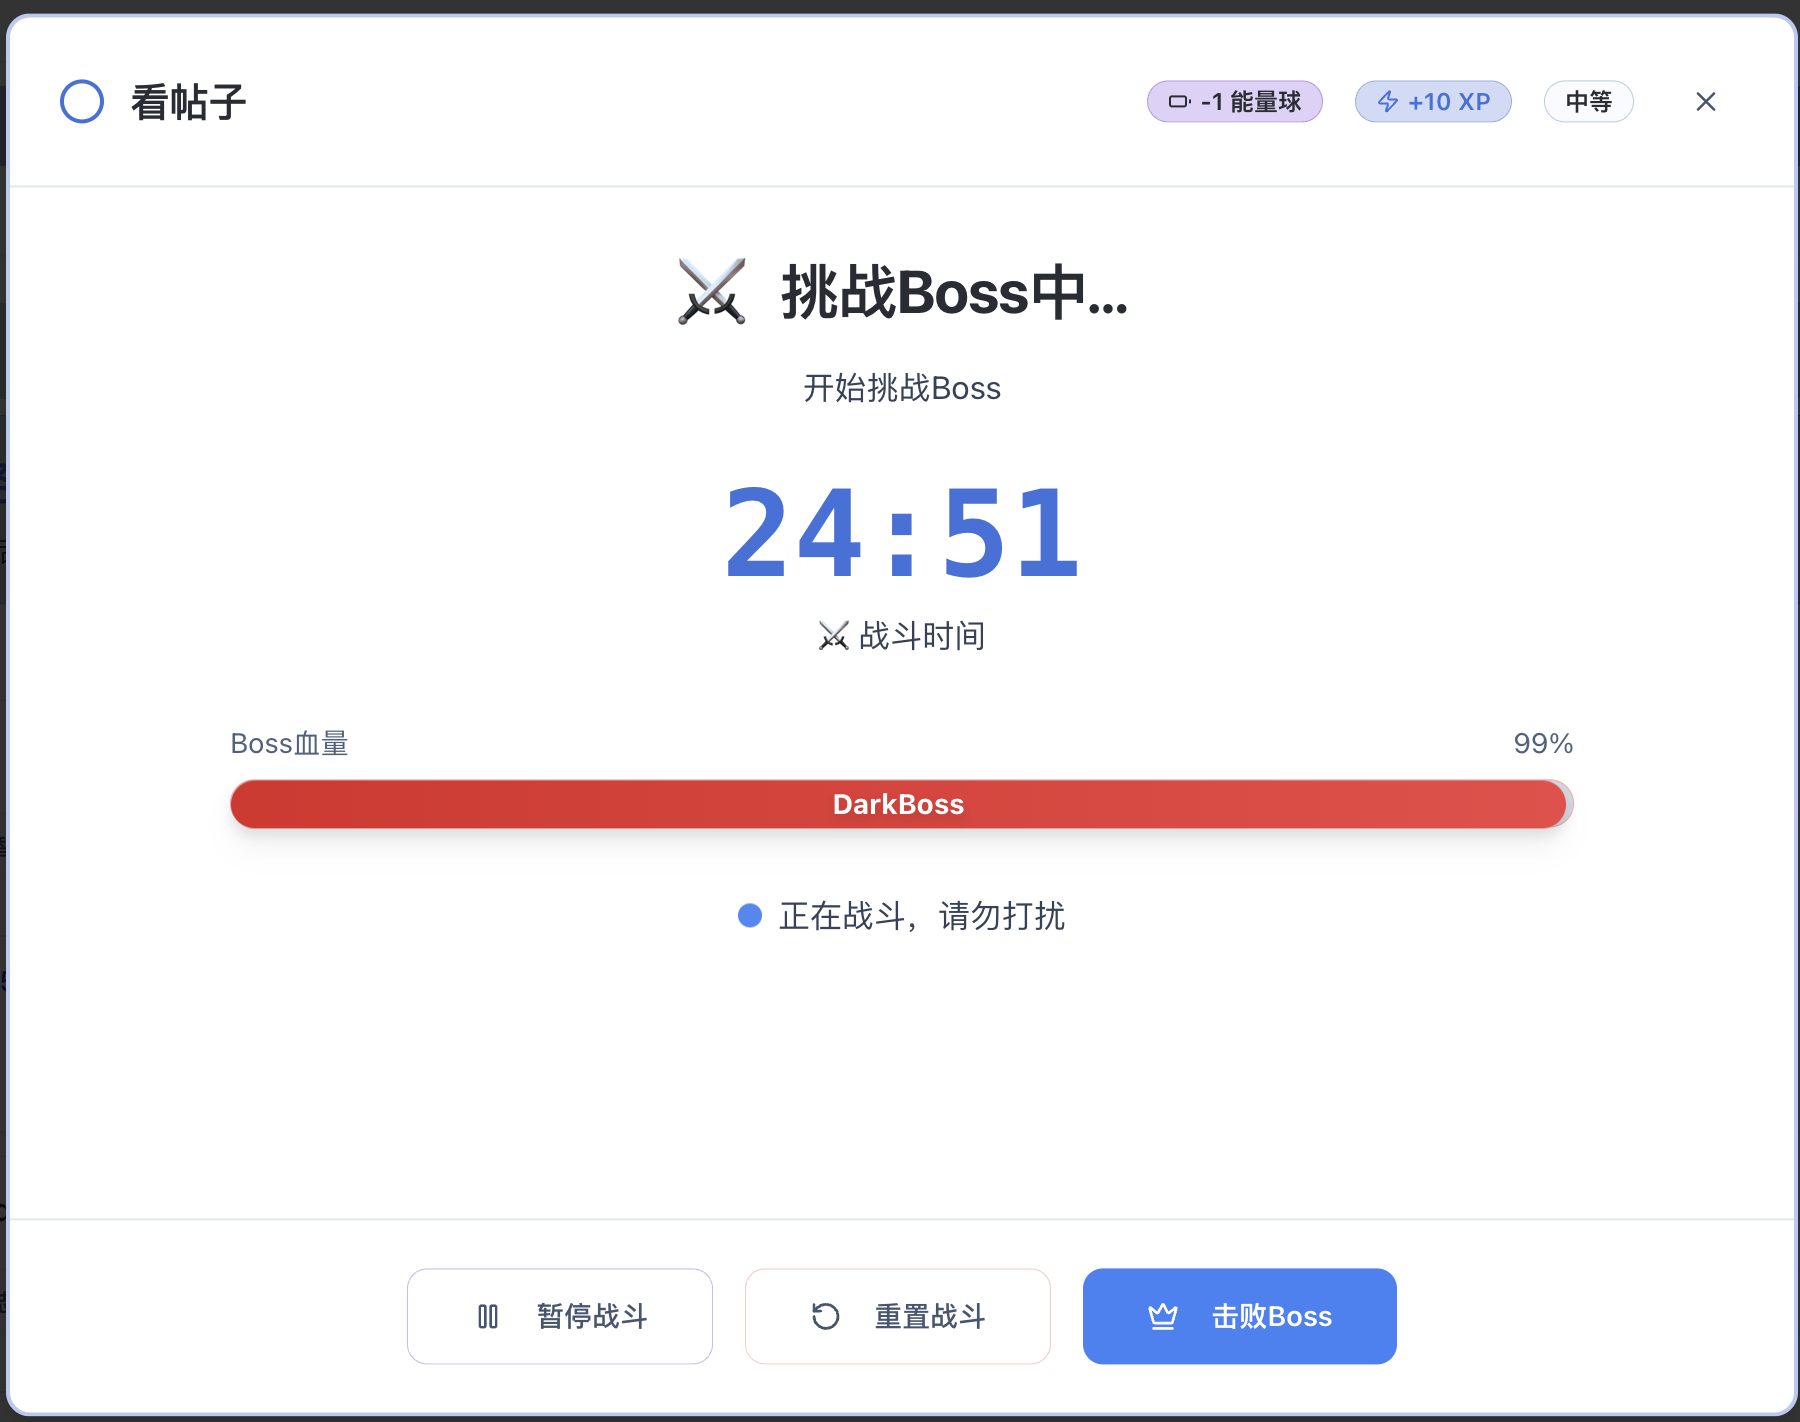 看帖子
-1 能量球
+10 XP
中等
挑战Boss中...
开始挑战Boss
24:51
⚔️ 战斗时间
Boss血量
99%
DarkBoss
正在战斗，请勿打扰
暂停战斗
重置战斗
击败Boss